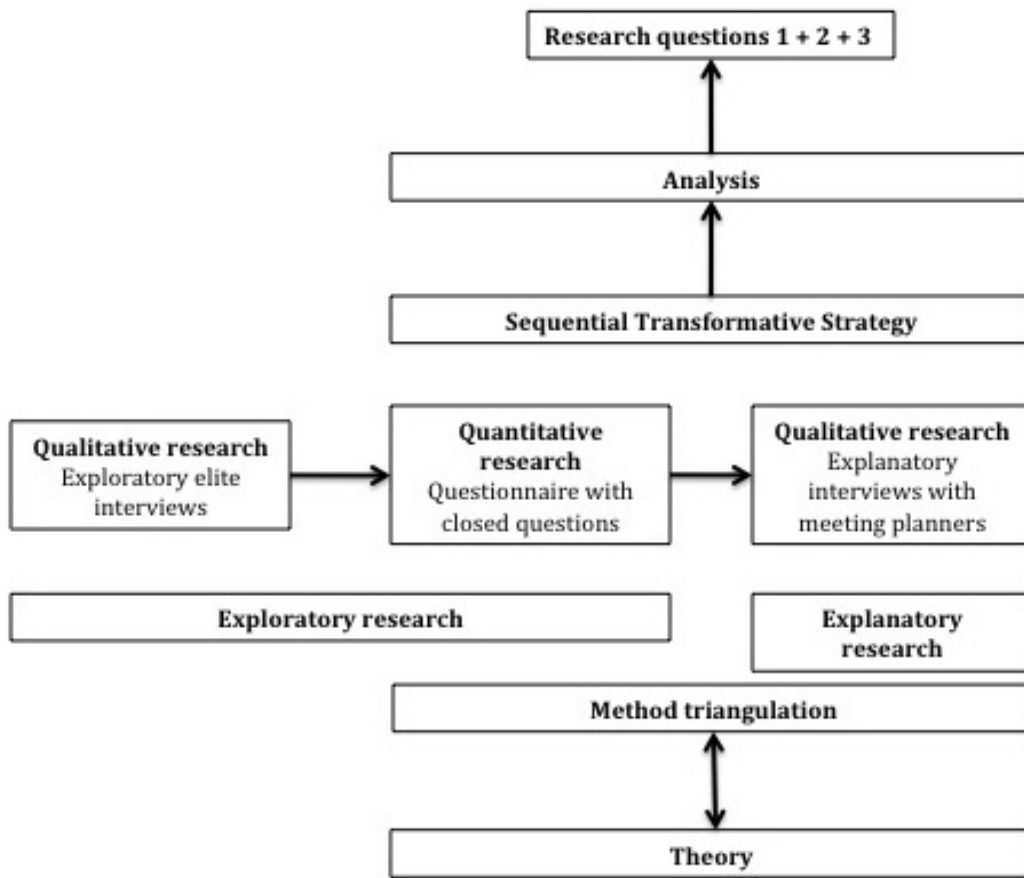 Research questions 1 + 2 + 3
Analysis
Sequential Transformative Strategy
Qualitative research
Exploratory elite
interviews
Quantitative
research
Questionnaire with
closed questions
Qualitative research
Explanatory
interviews with
meeting planners
Exploratory research
Explanatory
research
Method triangulation
Theory